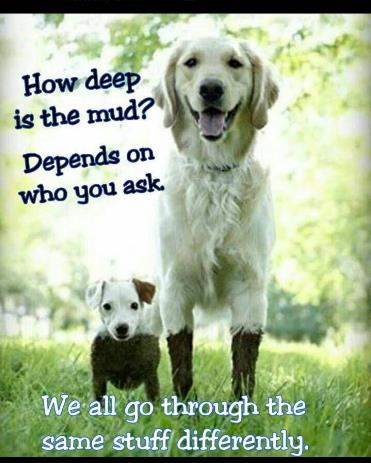 How deep
is the mud?
Depends on
who you ask.
We all go through the
same stuff differently.